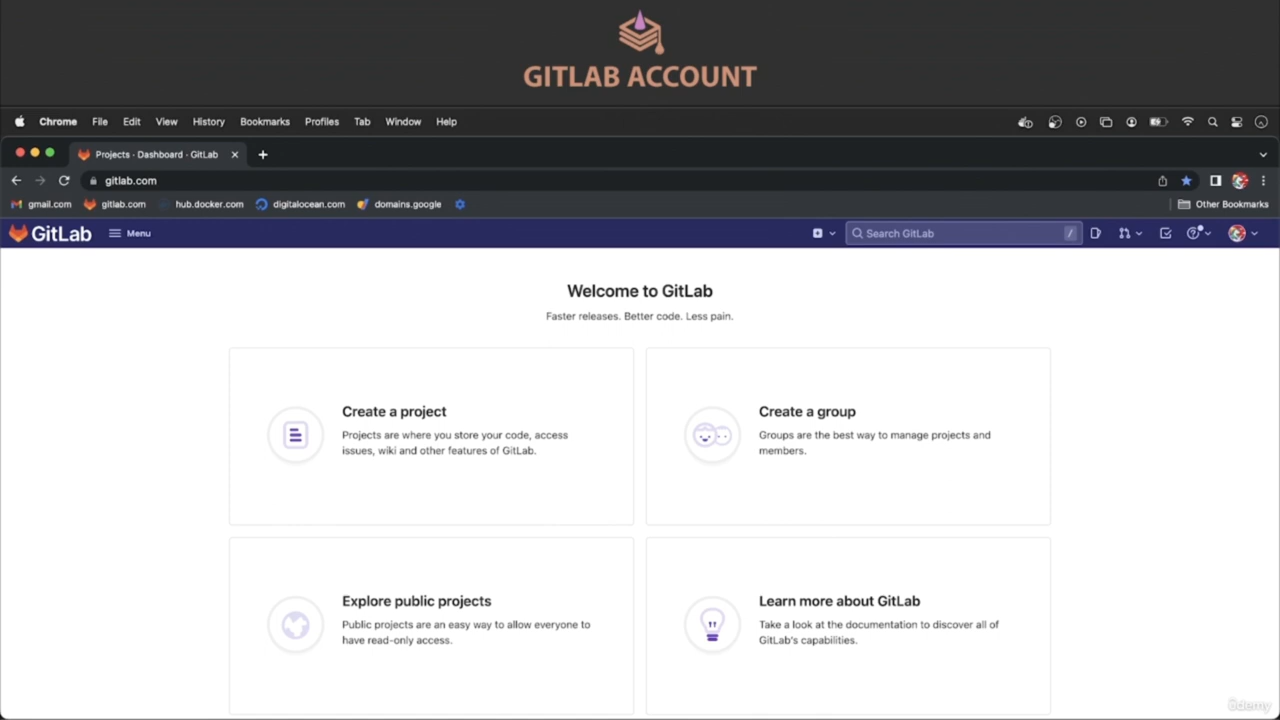 GITLAB ACCOUNT
Chrome File Edit View History Bookmarks Profiles Tab Window Help
Projects · Dashboard · GitLab
gitlab.com
gmail.com gitlab.com hub.docker.com digitalocean.com domains.google Other Bookmarks
GitLab Menu Search GitLab /
Welcome to GitLab
Faster releases. Better code. Less pain.
Create a project
Projects are where you store your code, access
issues, wiki and other features of GitLab.
Create a group
Groups are the best way to manage projects and
members.
Explore public projects
Public projects are an easy way to allow everyone to
have read-only access.
Learn more about GitLab
Take a look at the documentation to discover all of
GitLab's capabilities.
ûdemy